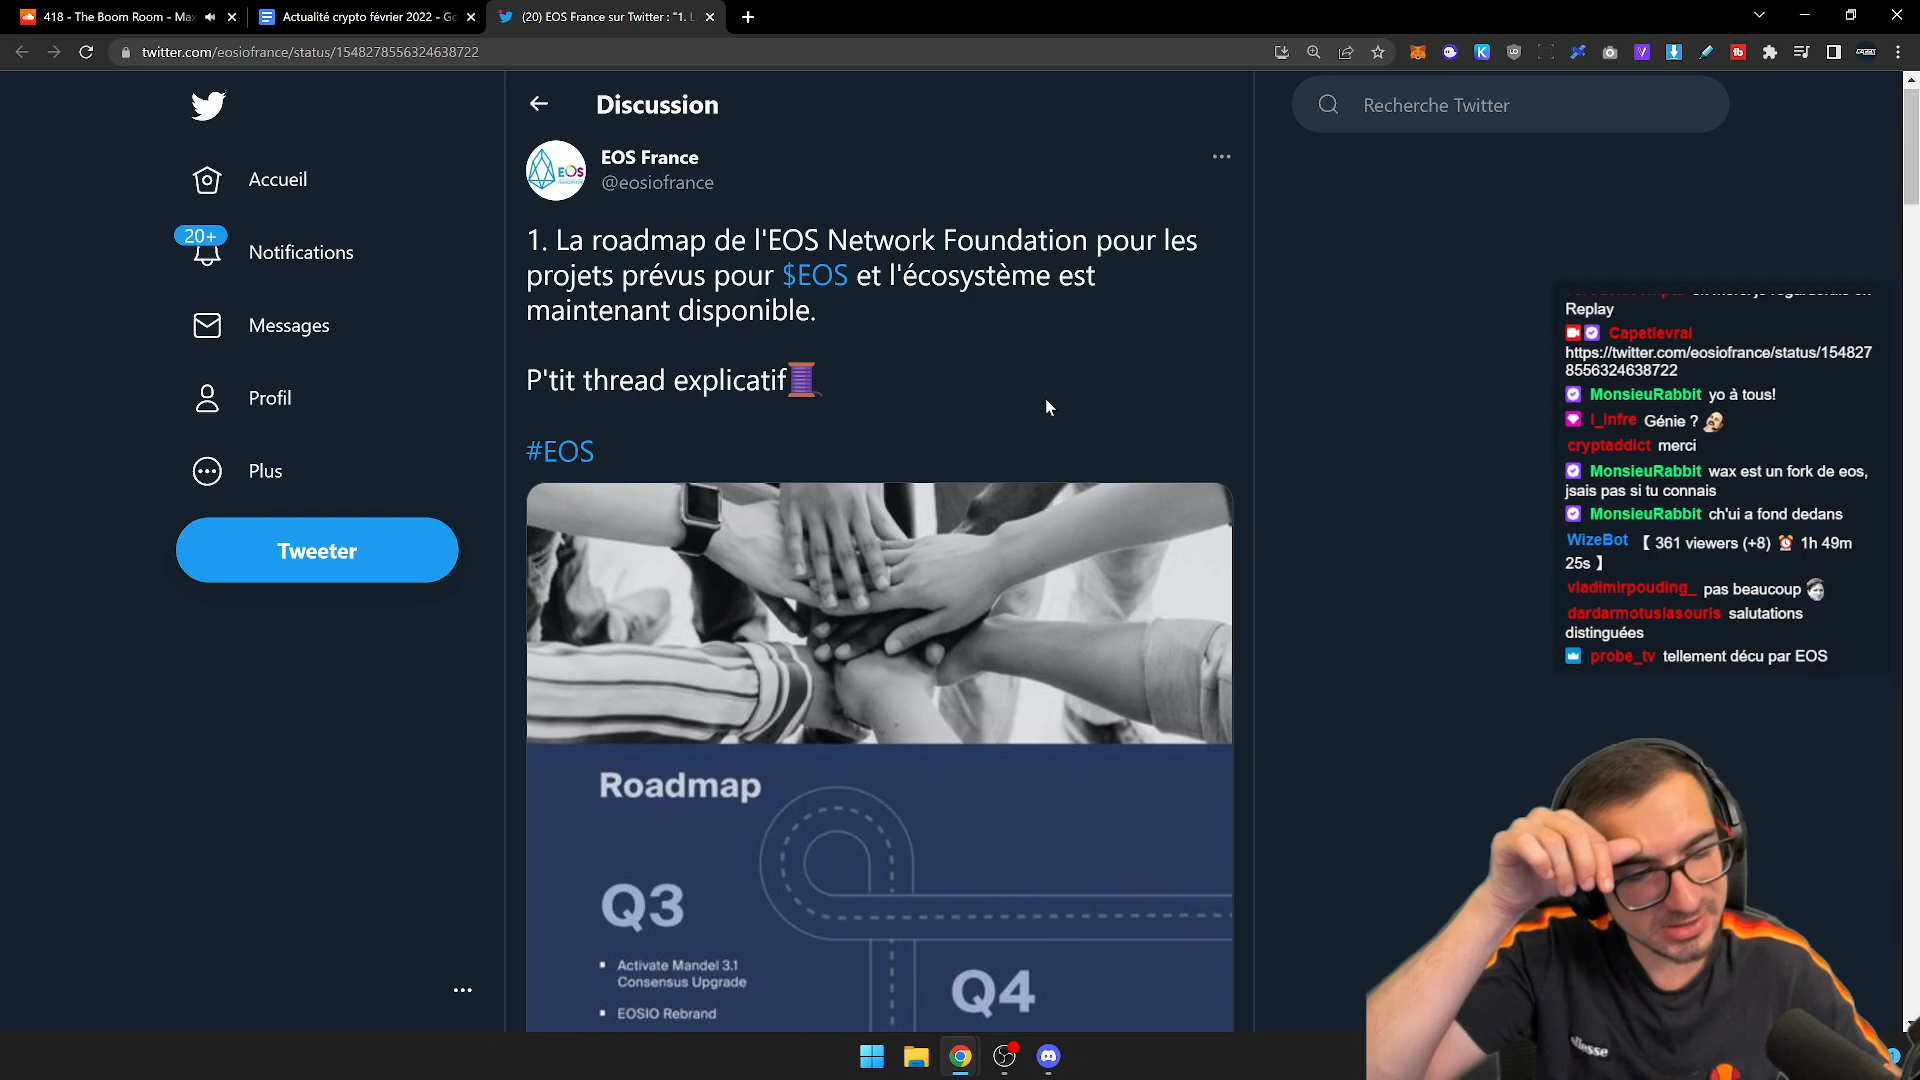 418 - The Boom Room - Max
Actualité crypto février 2022 - Go
(20) EOS France sur Twitter : "1. L
twitter.com/eosiofrance/status/1548278556324638722
Discussion
Recherche Twitter
Accueil
20+
Notifications
Messages
Profil
Plus
Tweeter
EOS
EOS France
@eosiofrance
1. La roadmap de l'EOS Network Foundation pour les
projets prévus pour $EOS et l'écosystème est
maintenant disponible.
P'tit thread explicatif
#EOS
Roadmap
Q3
Activate Mandel 3.1
Consensus Upgrade
EOSIO Rebrand
Q4
Replay
Capetlevrai
https://twitter.com/eosiofrance/status/154827
8556324638722
MonsieuRabbit yo à tous!
l_infre Génie ?
cryptaddict merci
MonsieuRabbit wax est un fork de eos,
jsais pas si tu connais
MonsieuRabbit ch'ui a fond dedans
WizeBot 【 361 viewers (+8) ⏰ 1h 49m
25s 】
vladimirpouding_ pas beaucoup
dardarmotuslasouris salutations
distinguées
probe_tv tellement décu par EOS
ellesse